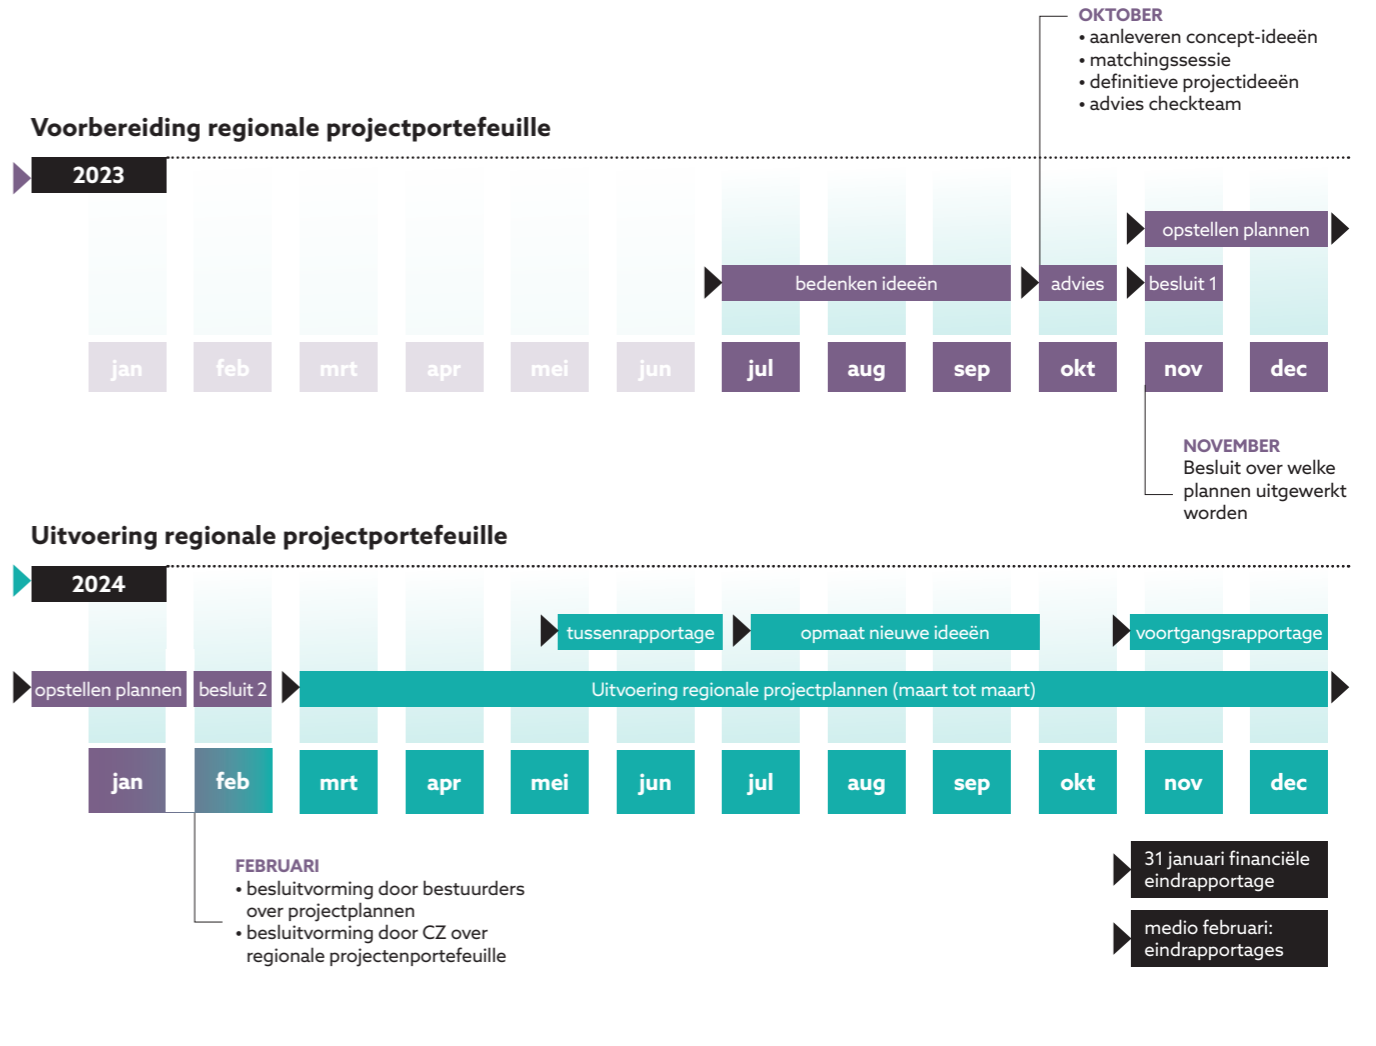 OKTOBER
• aanleveren concept-ideeën
• matchingssessie
• definitieve projectideeën
• advies checkteam
Voorbereiding regionale projectportefeuille
2023
opstellen plannen
bedenken ideeën
advies
besluit 1
jan
feb
mrt
apr
mei
jun
jul
aug
sep
okt
nov
dec
NOVEMBER
Besluit over welke
plannen uitgewerkt
worden
Uitvoering regionale projectportefeuille
2024
tussenrapportage
opmaat nieuwe ideeën
voortgangsrapportage
opstellen plannen
besluit 2
Uitvoering regionale projectplannen (maart tot maart)
jan
feb
mrt
apr
mei
jun
jul
aug
sep
okt
nov
dec
FEBRUARI
• besluitvorming door bestuurders
over projectplannen
• besluitvorming door CZ over
regionale projectenportefeuille
31 januari financiële
eindrapportage
medio februari:
eindrapportages